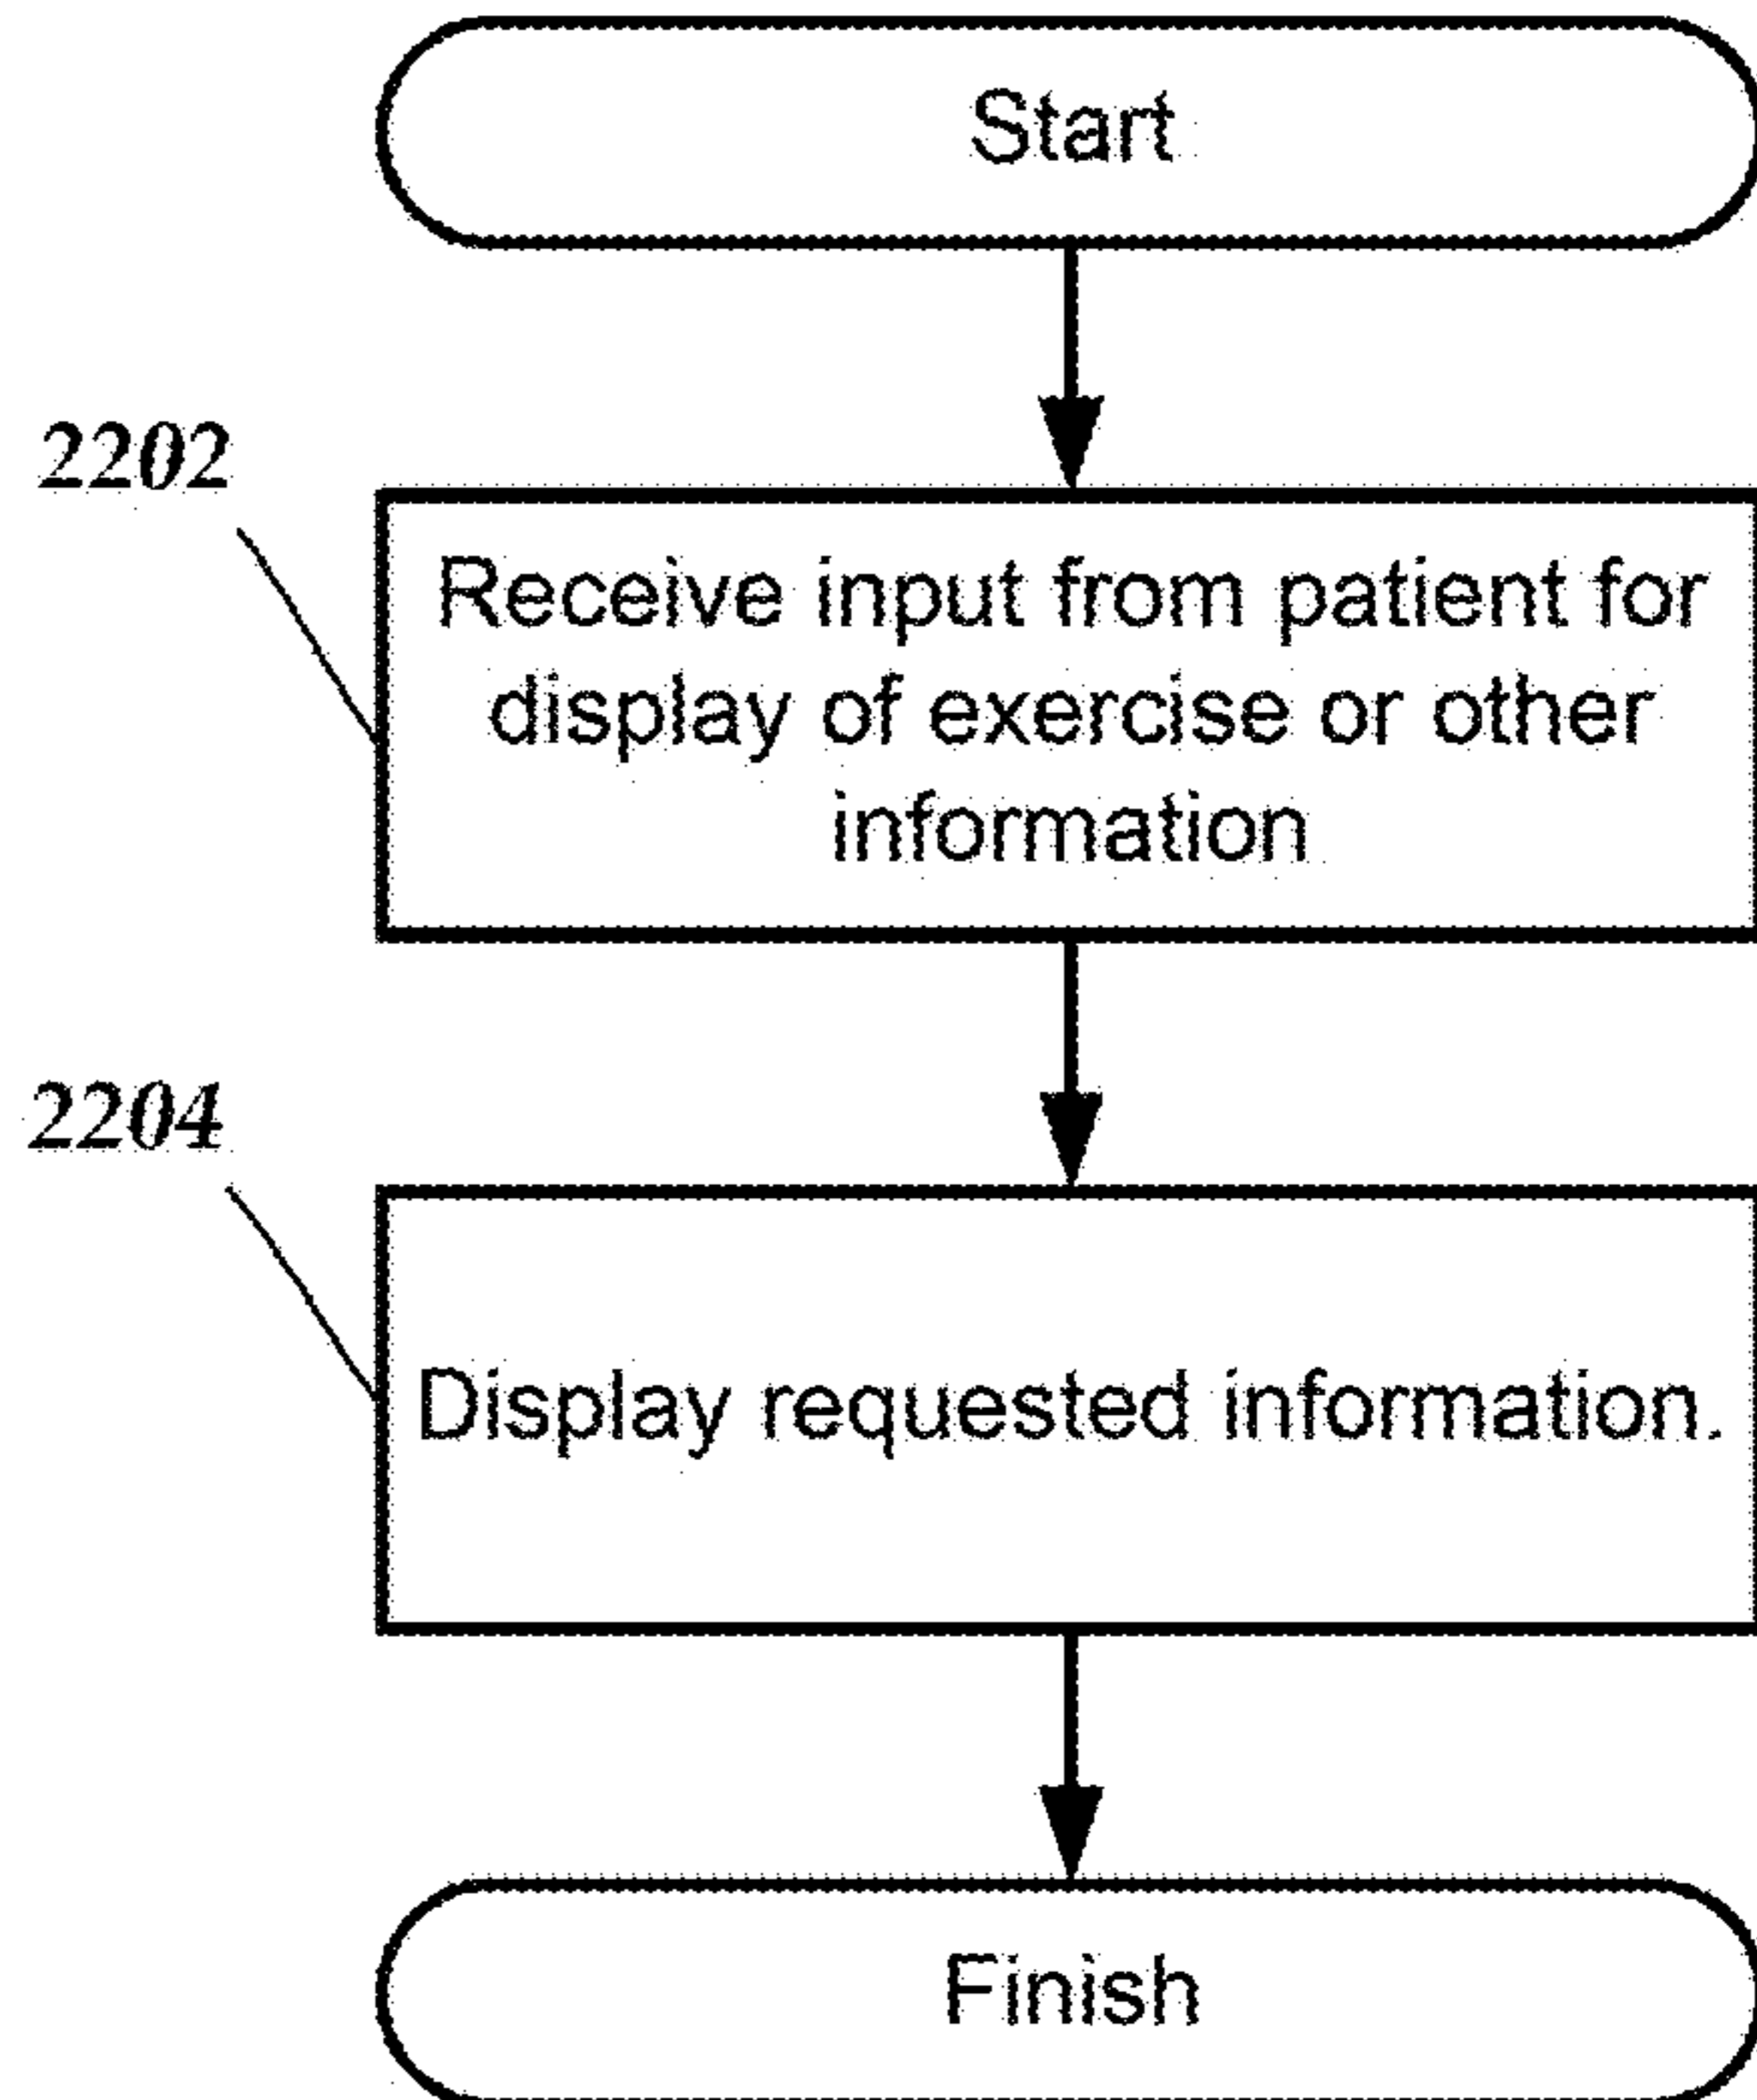 Start
2202
Receive input from patient for
display of exercise or other
information
2204
Display requested information.
Finish